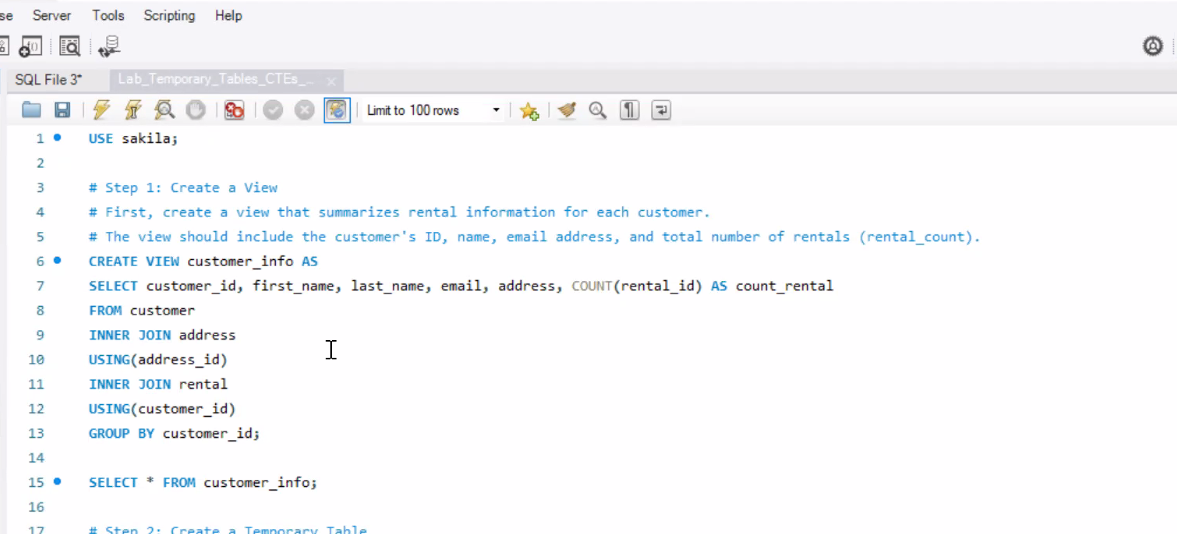 se Server Tools Scripting Help
SQL File 3* Lab_Temporary_Tables_CTEs_...
Limit to 100 rows
1 USE sakila;
2
3 # Step 1: Create a View
4 # First, create a view that summarizes rental information for each customer.
5 # The view should include the customer's ID, name, email address, and total number of rentals (rental_count).
6 CREATE VIEW customer_info AS
7 SELECT customer_id, first_name, last_name, email, address, COUNT(rental_id) AS count_rental
8 FROM customer
9 INNER JOIN address
10 USING(address_id)
11 INNER JOIN rental
12 USING(customer_id)
13 GROUP BY customer_id;
14
15 SELECT * FROM customer_info;
16
17 # Step 2: Create a Temporary Table